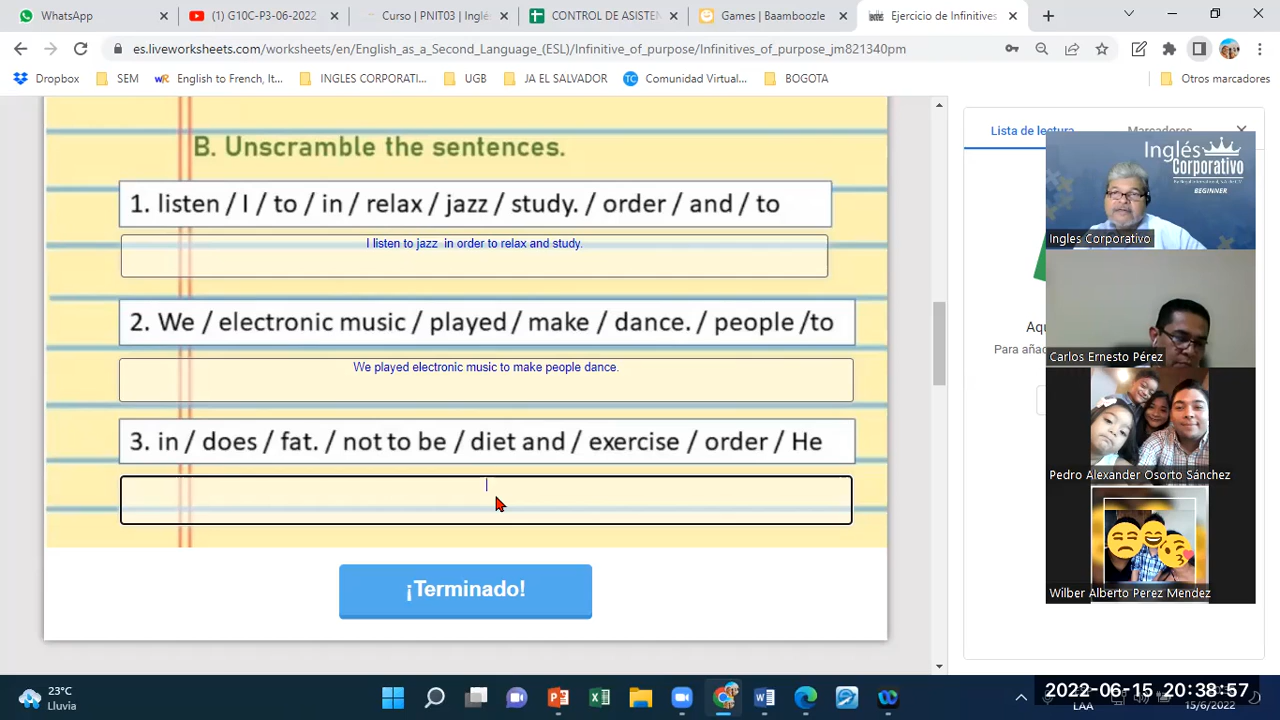 WhatsApp
(1) G10C-P3-06-2022
Curso | PNIT03 | Inglé
CONTROL DE ASISTEN
Games | Baamboozle
Ejercicio de Infinitives
es.liveworksheets.com/worksheets/en/English_as_a_Second_Language_(ESL)/Infinitive_of_purpose/Infinitives_of_purpose_jm821340pm
Dropbox
SEM
English to French, It...
INGLES CORPORATI...
UGB
JA EL SALVADOR
Comunidad Virtual...
BOGOTA
Otros marcadores
B. Unscramble the sentences.
1. listen / I / to / in / relax / jazz / study. / order / and / to
I listen to jazz in order to relax and study.
2. We / electronic music / played / make / dance. / people /to
We played electronic music to make people dance.
3. in / does / fat. / not to be / diet and / exercise / order / He
¡Terminado!
Lista de lectura
Marcadores
Aqu
Para añad
Inglés
Corporativo
BEGINNER
Ingles Corporativo
Carlos Ernesto Pérez
Pedro Alexander Osorto Sánchez
Wilber Alberto Perez Mendez
23°C
Lluvia
LAA
2022-06-15 20:38:57
15/6/2022